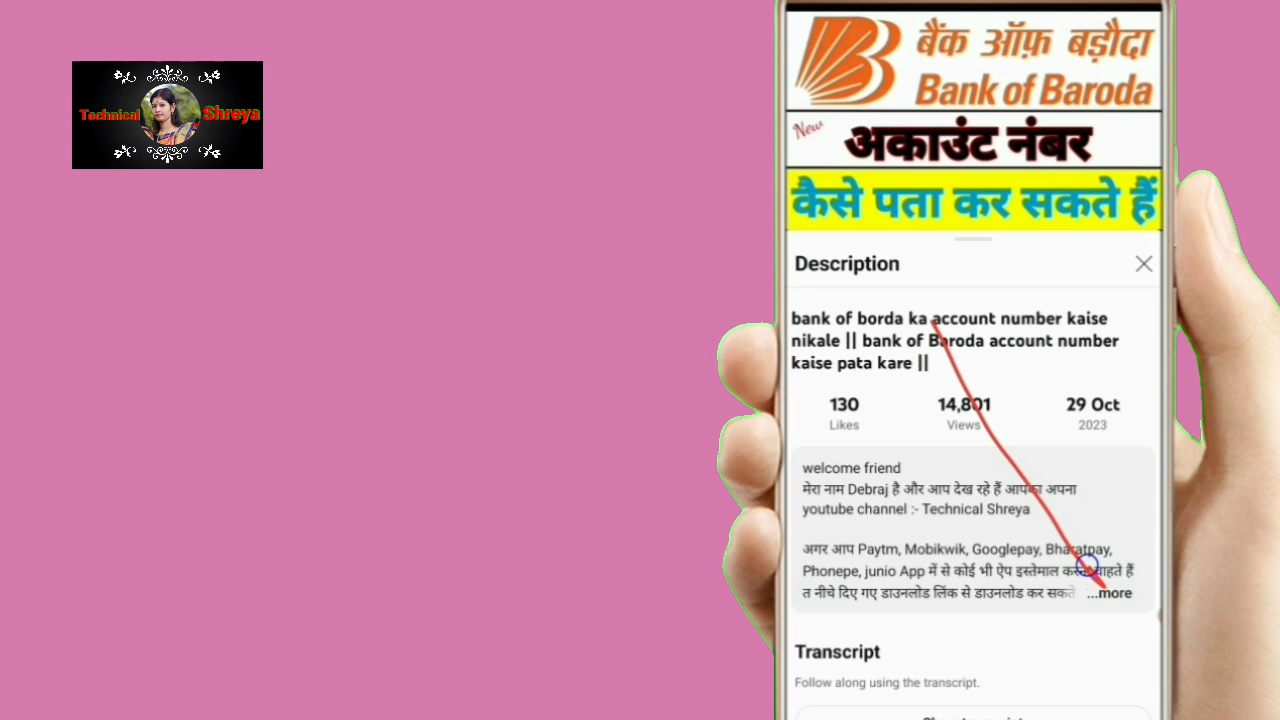 Technical Shreya
बैंक ऑफ़ बड़ौदा
Bank of Baroda
New
अकाउंट नंबर
कैसे पता कर सकते हैं
Description
bank of borda ka account number kaise
nikale || bank of Baroda account number
kaise pata kare ||
130 14,801 29 Oct
Likes Views 2023
welcome friend
मेरा नाम Debraj है और आप देख रहे हैं आपका अपना
youtube channel :- Technical Shreya
अगर आप Paytm, Mobikwik, Googlepay, Bharatpay,
Phonepe, junio App में से कोई भी ऐप इस्तेमाल करना चाहते हैं
त नीचे दिए गए डाउनलोड लिंक से डाउनलोड कर सकते ...more
Transcript
Follow along using the transcript.